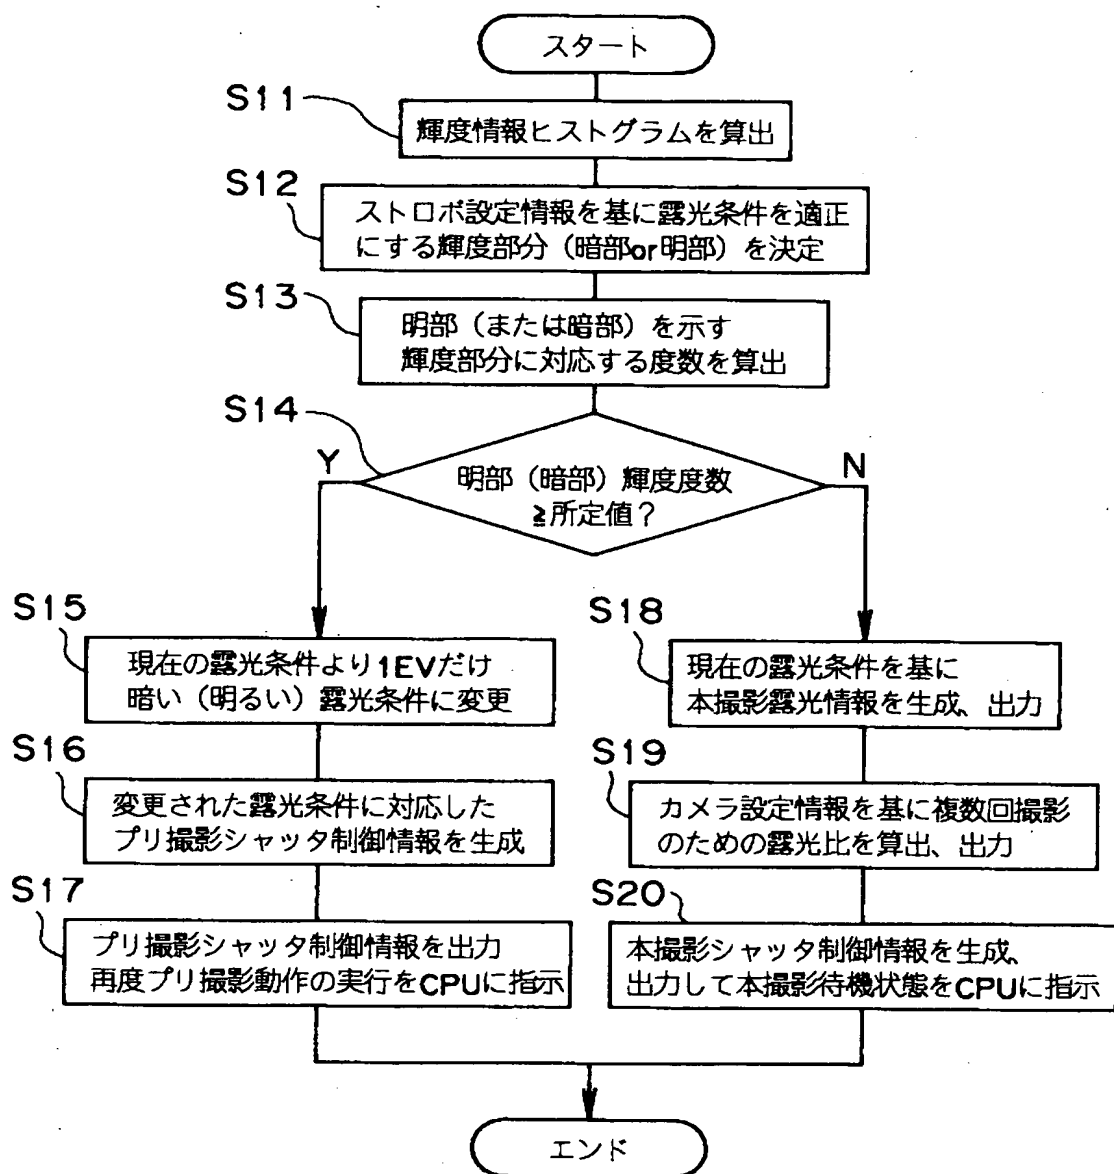 スタート
S11
輝度情報ヒストグラムを算出
S12
ストロボ設定情報を基に露光条件を適正
にする輝度部分（暗部or明部）を決定
S13
明部（または暗部）を示す
輝度部分に対応する度数を算出
S14
明部（暗部）輝度度数
≧所定値？
Y
N
S15
現在の露光条件より1EVだけ
暗い（明るい）露光条件に変更
S16
変更された露光条件に対応した
プリ撮影シャッタ制御情報を生成
S17
プリ撮影シャッタ制御情報を出力
再度プリ撮影動作の実行をCPUに指示
S18
現在の露光条件を基に
本撮影露光情報を生成、出力
S19
カメラ設定情報を基に複数回撮影
のための露光比を算出、出力
S20
本撮影シャッタ制御情報を生成、
出力して本撮影待機状態をCPUに指示
エンド